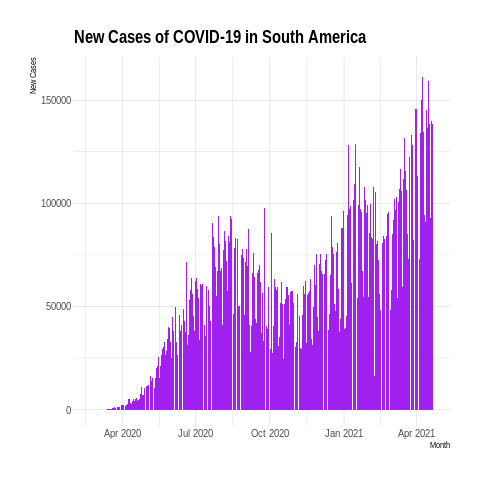 New Cases of COVID-19 in South America
New Cases
150000
100000
50000
0
Apr 2020 Jul 2020 Oct 2020 Jan 2021 Apr 2021
Month